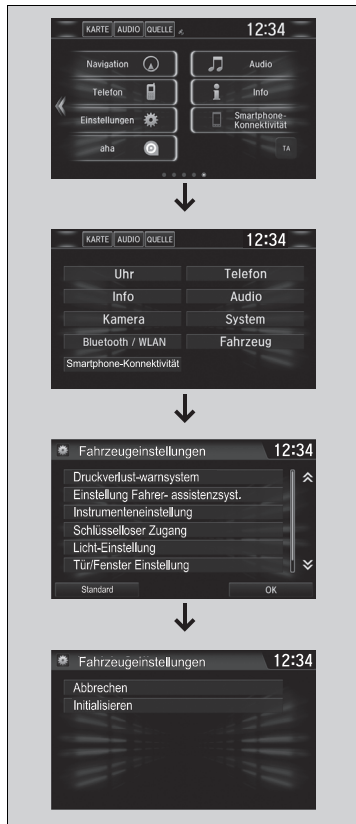 KARTE AUDIO QUELLE 12:34
Navigation Audio
Telefon Info
Einstellungen Smartphone-
Konnektivität
aha TA
KARTE AUDIO QUELLE 12:34
Uhr Telefon
Info Audio
Kamera System
Bluetooth / WLAN Fahrzeug
Smartphone-Konnektivität
Fahrzeugeinstellungen 12:34
Druckverlust-warnsystem
Einstellung Fahrer- assistenzsyst.
Instrumenteneinstellung
Schlüsselloser Zugang
Licht-Einstellung
Tür/Fenster Einstellung
Standard OK
Fahrzeugeinstellungen 12:34
Abbrechen
Initialisieren